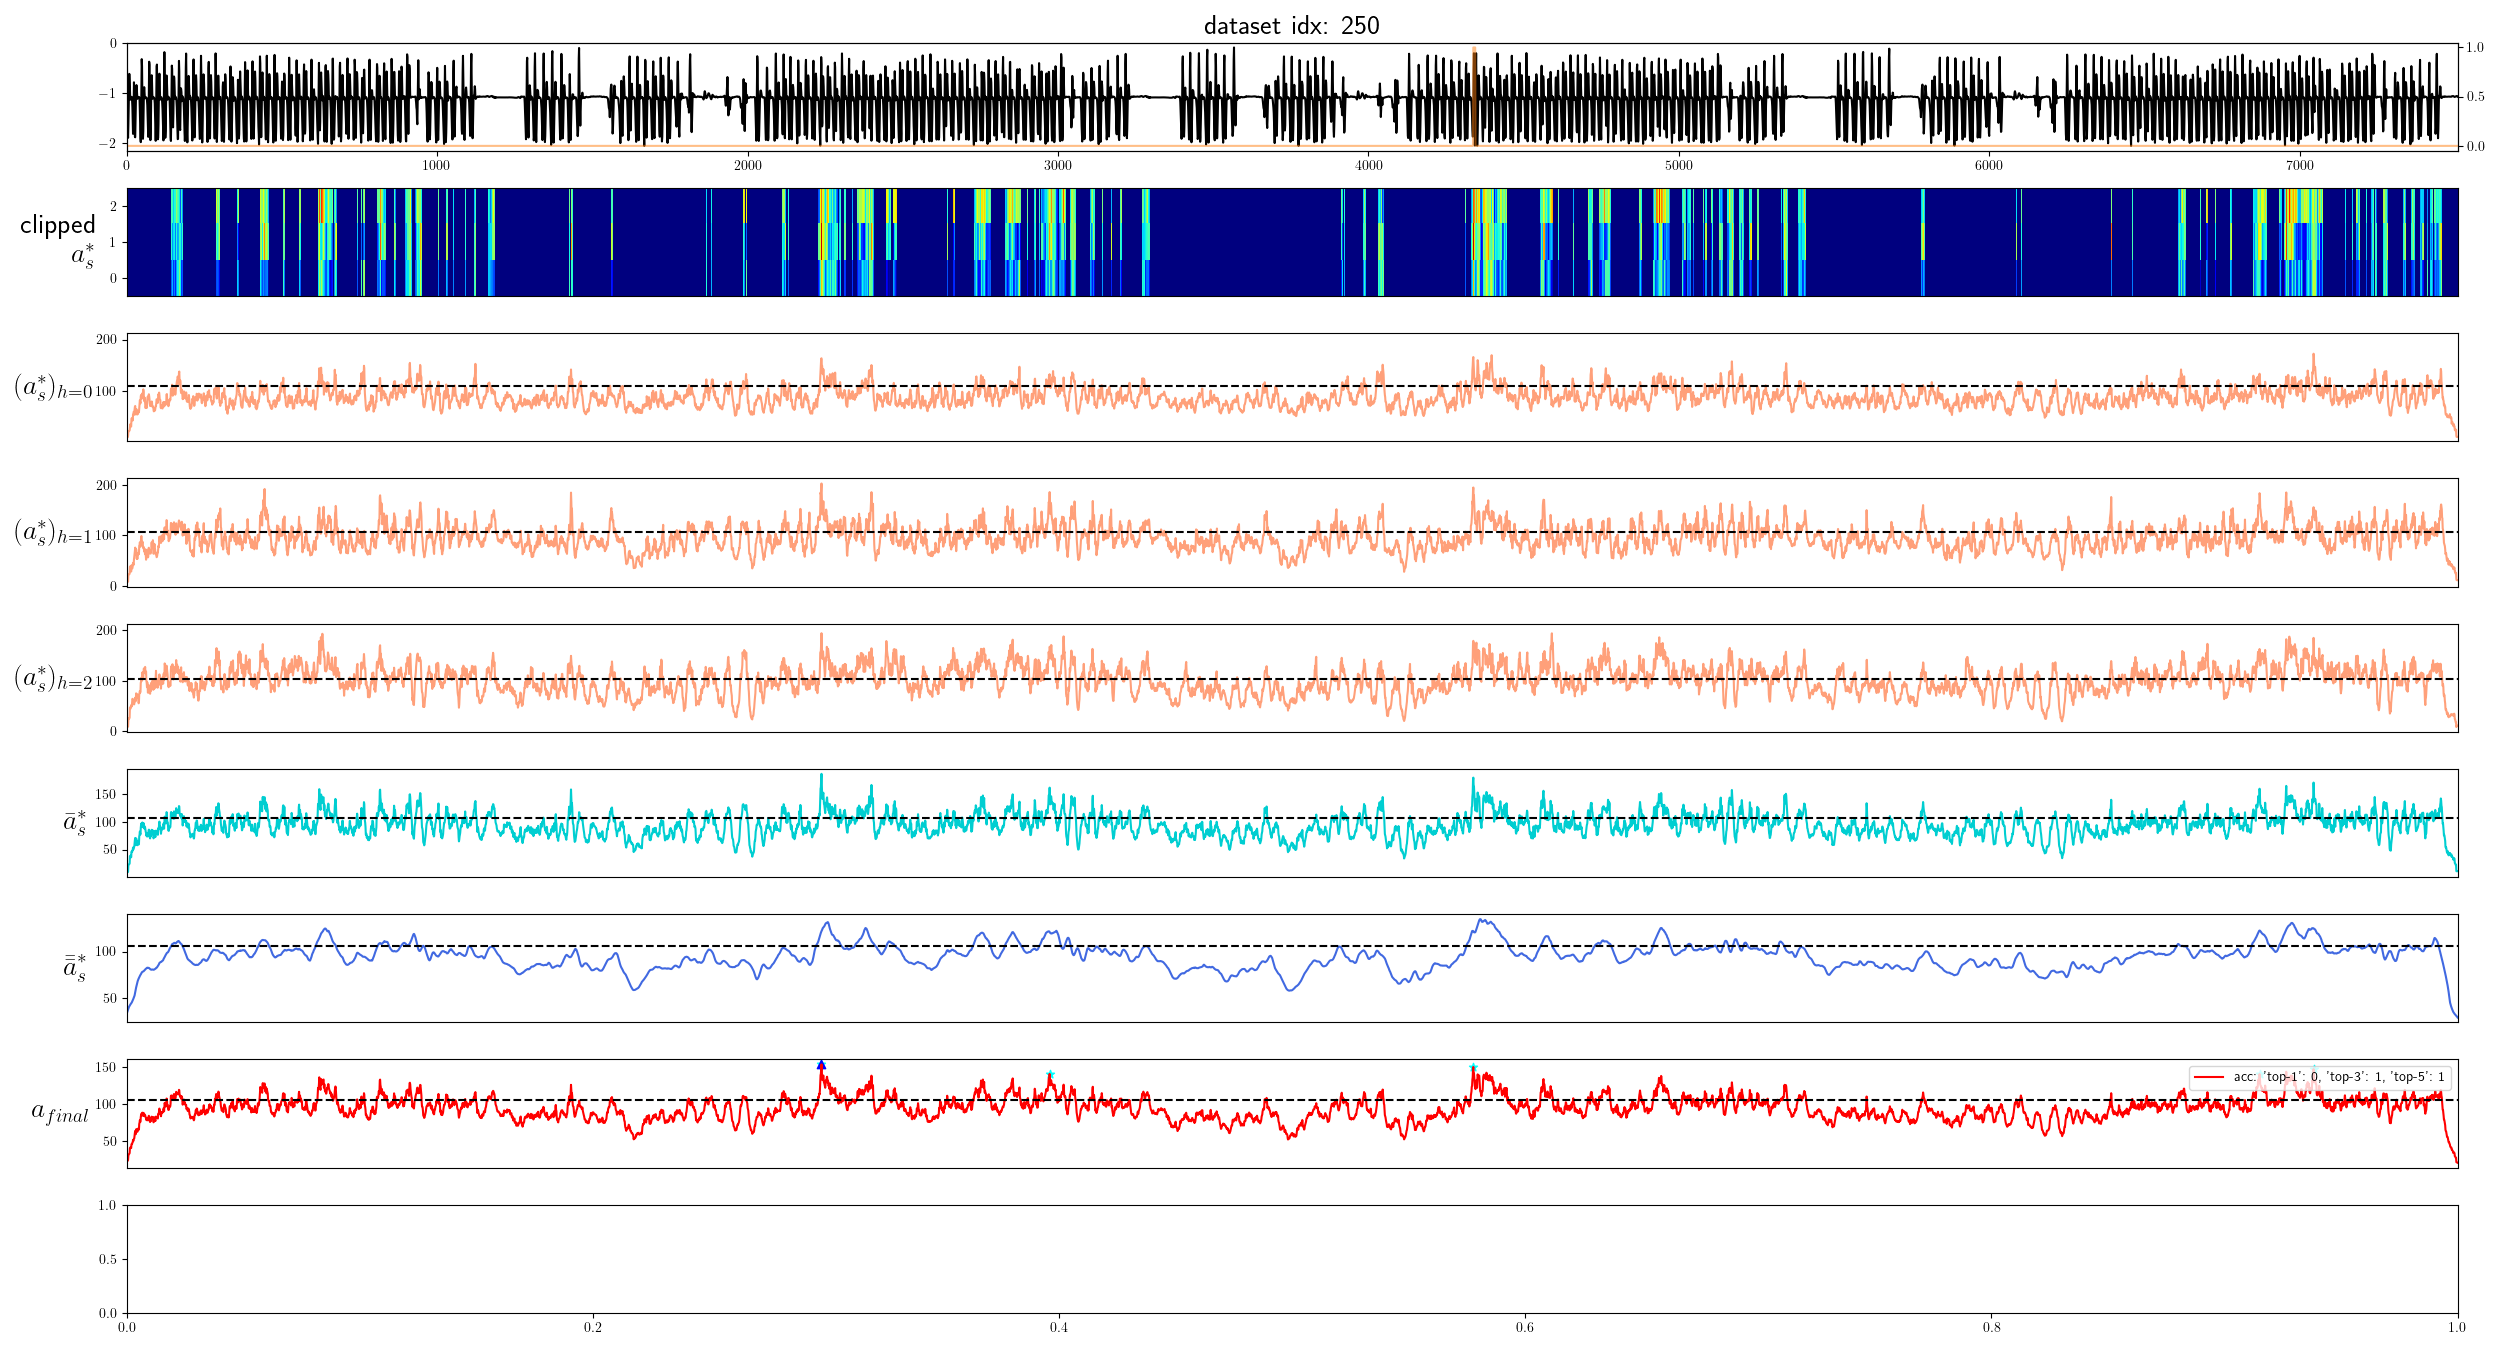 dataset idx: 250
0
−1
−2
1.0
0.5
0.0
0 1000 2000 3000 4000 5000 6000 7000
clipped
a*s
2
1
0
(a*s)h=0
200
100
(a*s)h=1
200
100
0
(a*s)h=2
200
100
0
ā*s
150
100
50
a̿*s
100
50
afinal
150
100
50
acc: 'top-1': 0, 'top-3': 1, 'top-5': 1
1.0
0.5
0.0
0.0 0.2 0.4 0.6 0.8 1.0